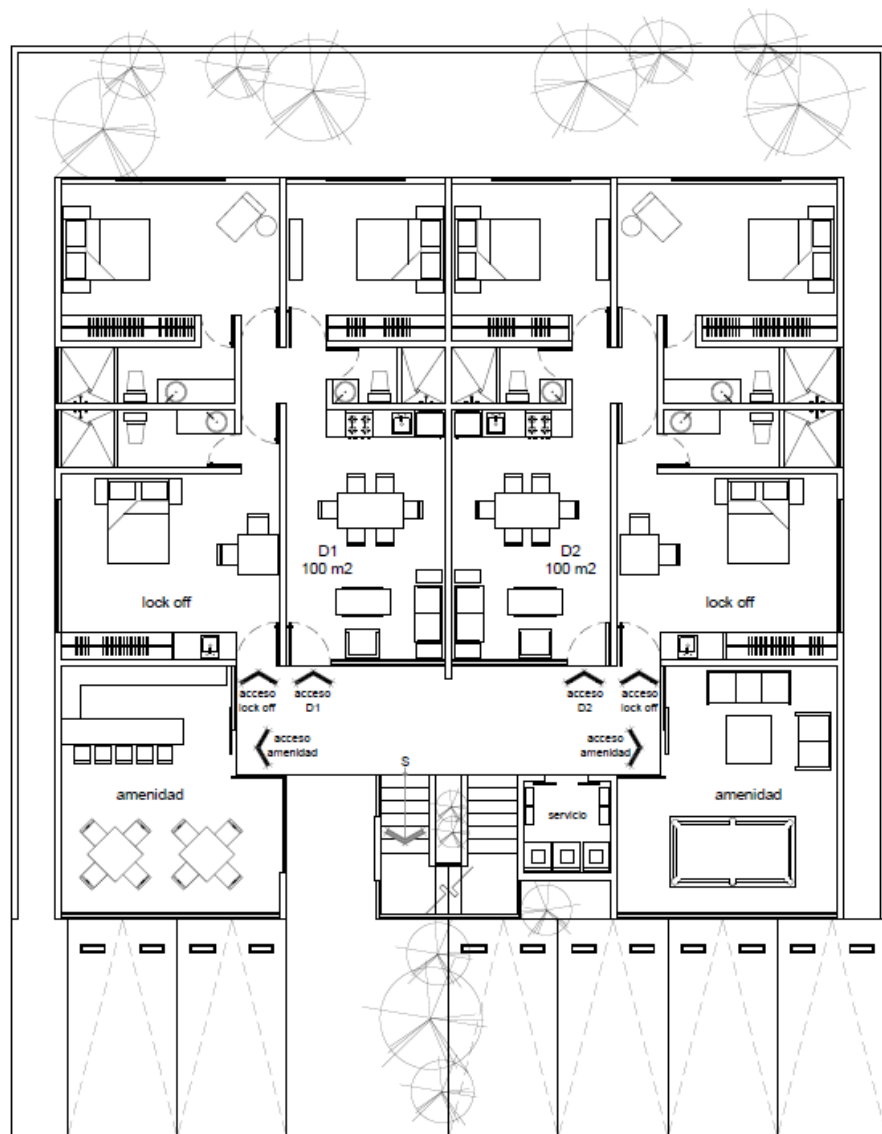 D1
100 m2
D2
100 m2
lock off
lock off
acceso
lock off
acceso
D1
acceso
D2
acceso
lock off
acceso
amenidad
acceso
amenidad
S
amenidad
amenidad
servicio